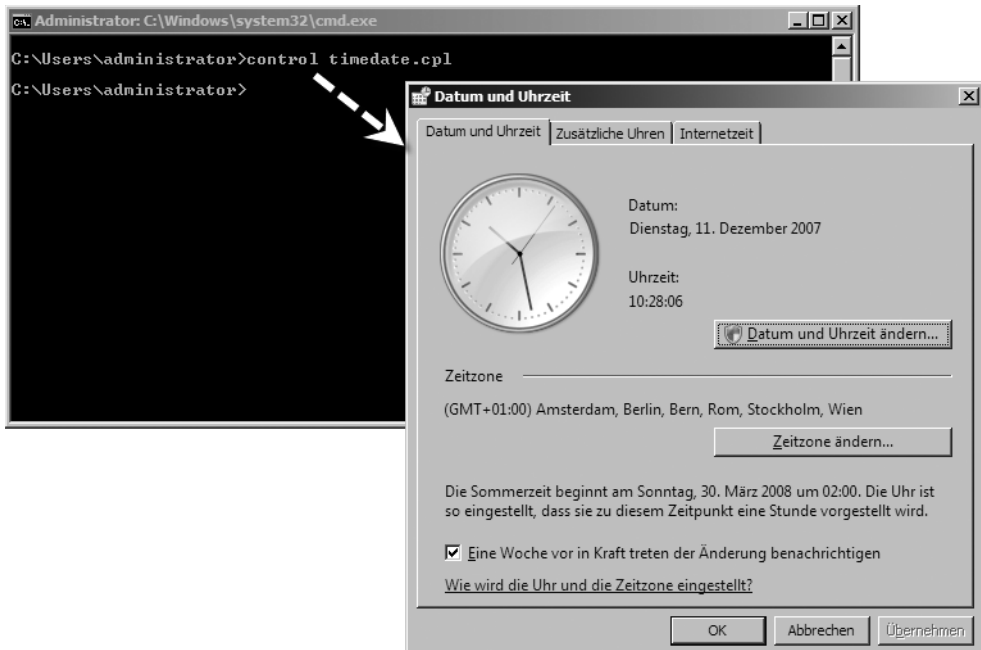 Administrator: C:\Windows\system32\cmd.exe
C:\Users\administrator>control timedate.cpl
C:\Users\administrator>
Datum und Uhrzeit
Datum und Uhrzeit
Zusätzliche Uhren
Internetzeit
Datum:
Dienstag, 11. Dezember 2007
Uhrzeit:
10:28:06
Datum und Uhrzeit ändern...
Zeitzone
(GMT+01:00) Amsterdam, Berlin, Bern, Rom, Stockholm, Wien
Zeitzone ändern...
Die Sommerzeit beginnt am Sonntag, 30. März 2008 um 02:00. Die Uhr ist
so eingestellt, dass sie zu diesem Zeitpunkt eine Stunde vorgestellt wird.
Eine Woche vor in Kraft treten der Änderung benachrichtigen
Wie wird die Uhr und die Zeitzone eingestellt?
OK
Abbrechen
Übernehmen